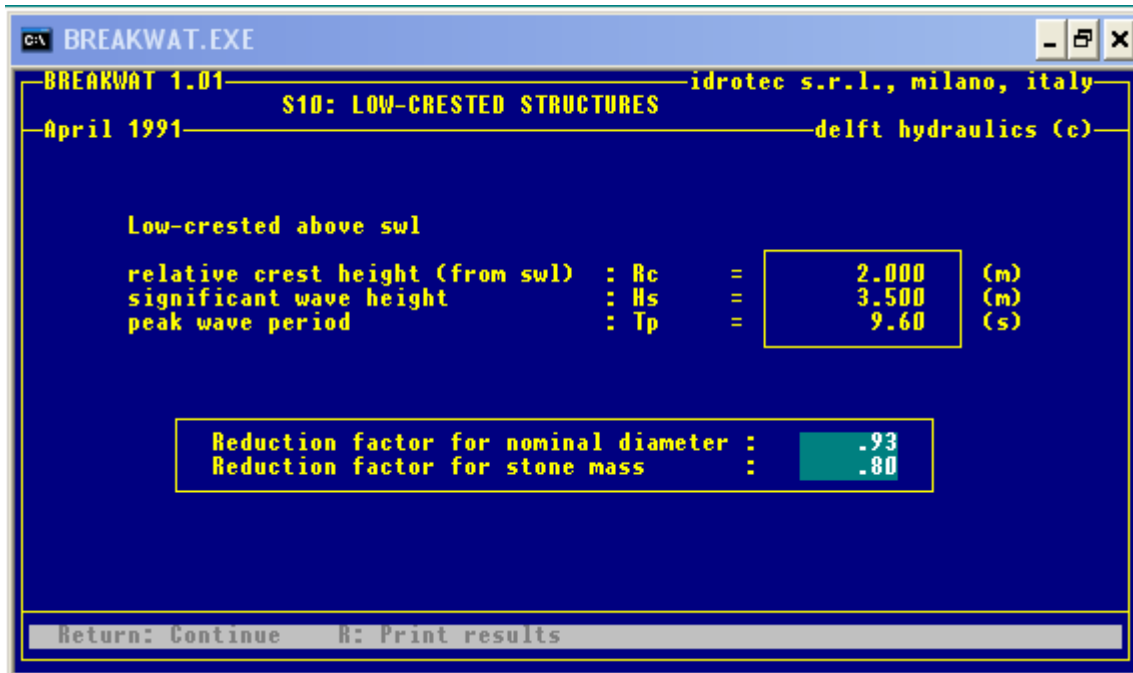 BREAKWAT.EXE
BREAKWAT 1.01 idrotec s.r.l., milano, italy
S10: LOW-CRESTED STRUCTURES
April 1991 delft hydraulics (c)
Low-crested above swl
relative crest height (from swl) : Rc = 2.000 (m)
significant wave height : Hs = 3.500 (m)
peak wave period : Tp = 9.60 (s)
Reduction factor for nominal diameter : .93
Reduction factor for stone mass : .80
Return: Continue R: Print results